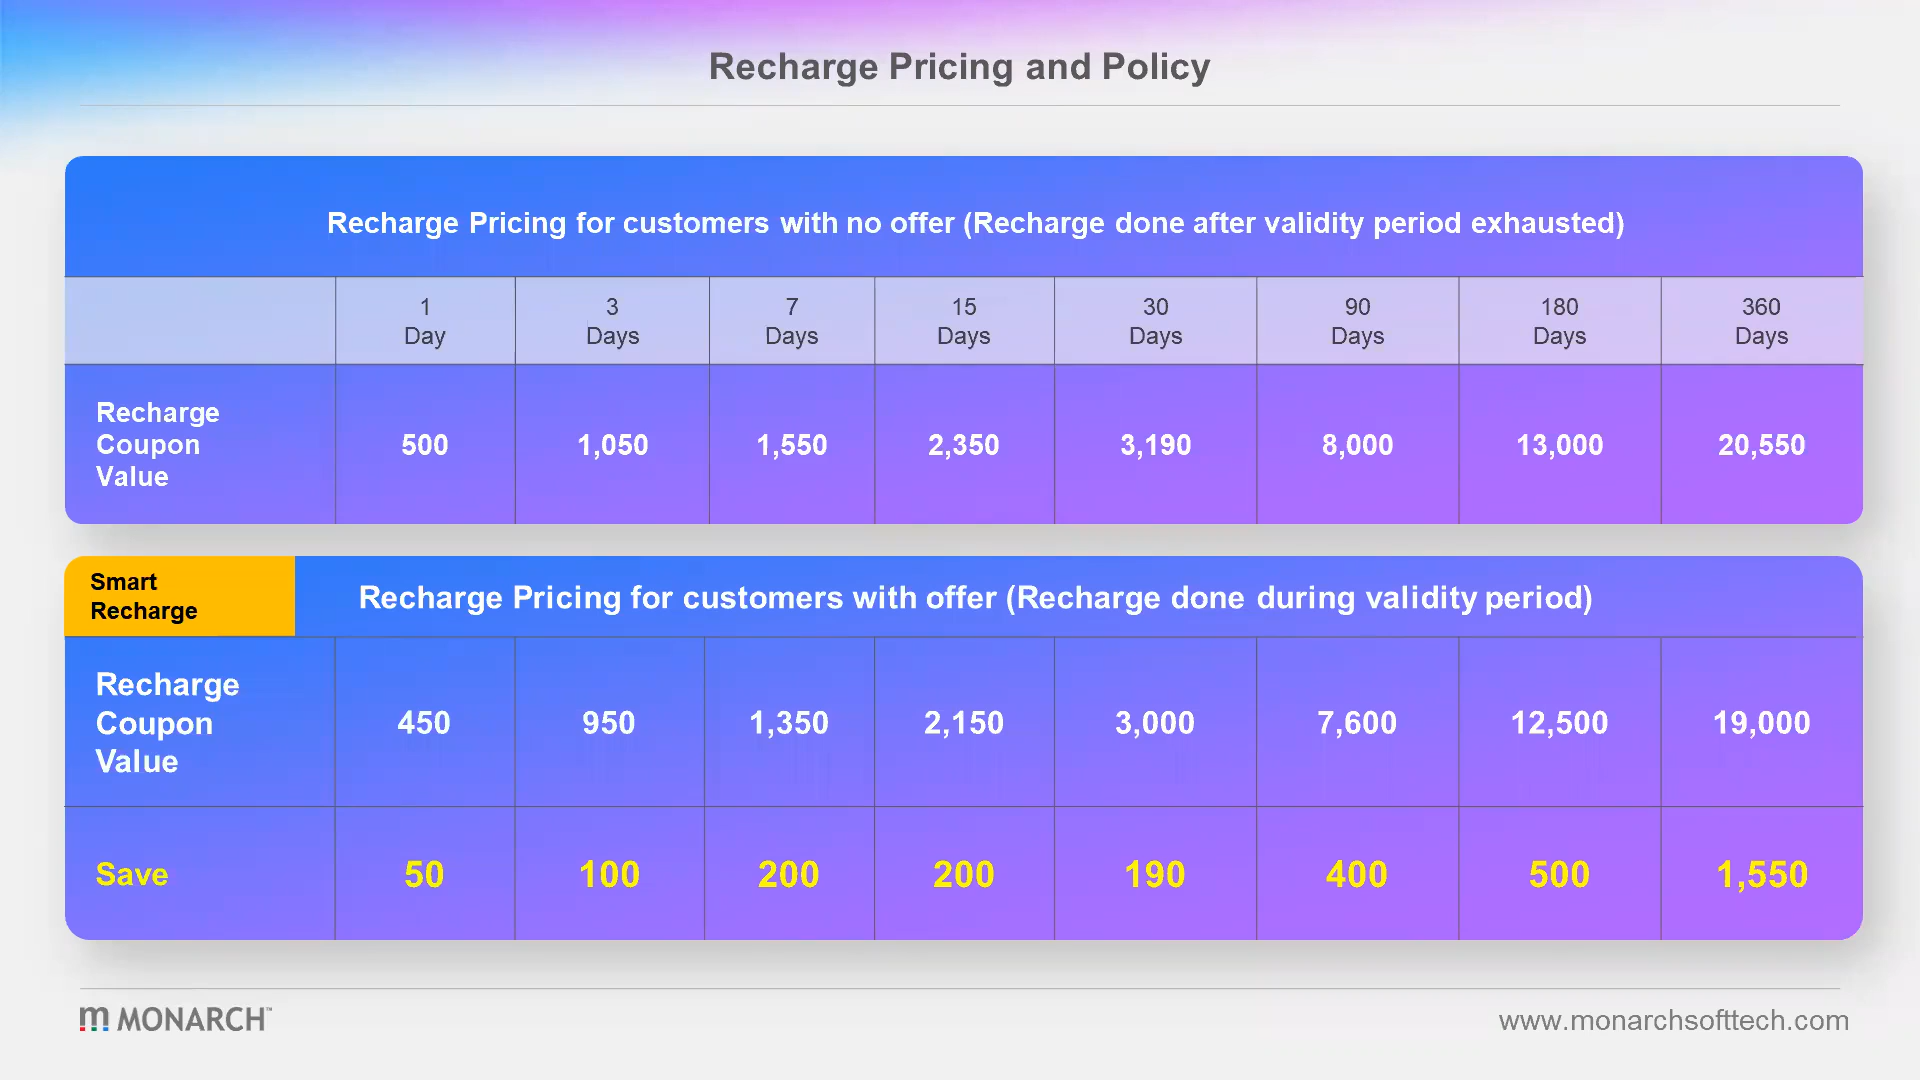 Recharge Pricing and Policy
Recharge Pricing for customers with no offer (Recharge done after validity period exhausted)
1 Day 3 Days 7 Days 15 Days 30 Days 90 Days 180 Days 360 Days
Recharge Coupon Value 500 1,050 1,550 2,350 3,190 8,000 13,000 20,550
Smart Recharge
Recharge Pricing for customers with offer (Recharge done during validity period)
Recharge Coupon Value 450 950 1,350 2,150 3,000 7,600 12,500 19,000
Save 50 100 200 200 190 400 500 1,550
m MONARCH™
www.monarchsofttech.com